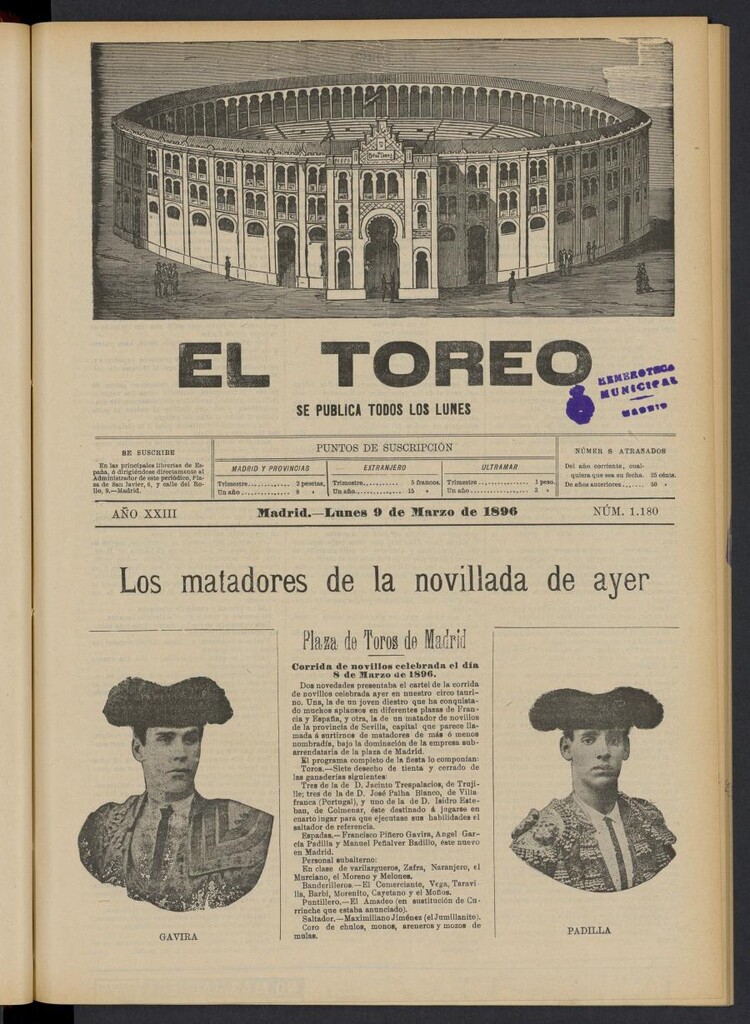 EL TOREO
SE PUBLICA TODOS LOS LUNES
HEMEROTECA
MUNICIPAL
MADRID
SE SUSCRIBE
En las principales librerías de Es-
paña, ó dirigiéndose directamente al
Administrador de este periódico, Pla-
za de San Javier, 6, y calle del Ro-
llo, 9.—Madrid.
PUNTOS DE SUSCRIPCIÓN
MADRID Y PROVINCIAS
Trimestre............. 2 pesetas.
Un año................. 8 »
EXTRANJERO
Trimestre............ 5 francos.
Un año............... 15 »
ULTRAMAR
Trimestre............... 1 peso.
Un año.................. 3 »
NÚMER S ATRASADOS
Del año corriente, cual-
quiera que sea su fecha. 25 cénts.
De años anteriores...... 50 »
AÑO XXIII
Madrid.—Lunes 9 de Marzo de 1896
NÚM. 1.180
Los matadores de la novillada de ayer
GAVIRA
Plaza de Toros de Madrid
Corrida de novillos celebrada el día
8 de Marzo de 1896.
Dos novedades presentaba el cartel de la corrida
de novillos celebrada ayer en nuestro circo tauri-
no. Una, la de un joven diestro que ha conquista-
do muchos aplausos en diferentes plazas de Fran-
cia y España, y otra, la de un matador de novillos
de la provincia de Sevilla, capital que parece lla-
mada á surtirnos de matadores de más ó menos
nombradía, bajo la dominación de la empresa sub-
arrendataria de la plaza de Madrid.
El programa completo de la fiesta lo componían:
Toros.—Siete desecho de tienta y cerrado de
las ganaderías siguientes:
Tres de la de D. Jacinto Trespalacios, de Truji-
llo; tres de la de D. José Palha Blanco, de Villa-
franca (Portugal), y uno de la de D. Isidro Este-
ban, de Colmenar, éste destinado á jugarse en
cuarto lugar para que ejecutase sus habilidades el
saltador de referencia.
Espadas.—Francisco Piñero Gavira, Angel Gar-
cía Padilla y Manuel Peñalver Badillo, éste nuevo
en Madrid.
Personal subalterno:
En clase de varilargueros, Zafra, Naranjero, el
Murciano, el Moreno y Melones.
Banderilleros.—El Comerciante, Vega, Taravi-
lla, Barbi, Morenito, Cayetano y el Moños.
Puntillero.—El Amadeo (en sustitución de Cu-
rrinche que estaba anunciado).
Saltador.—Maximiliano Jiménez (el Jumillanito).
Coro de chulos, monos, areneros y mozos de
mulas.
PADILLA